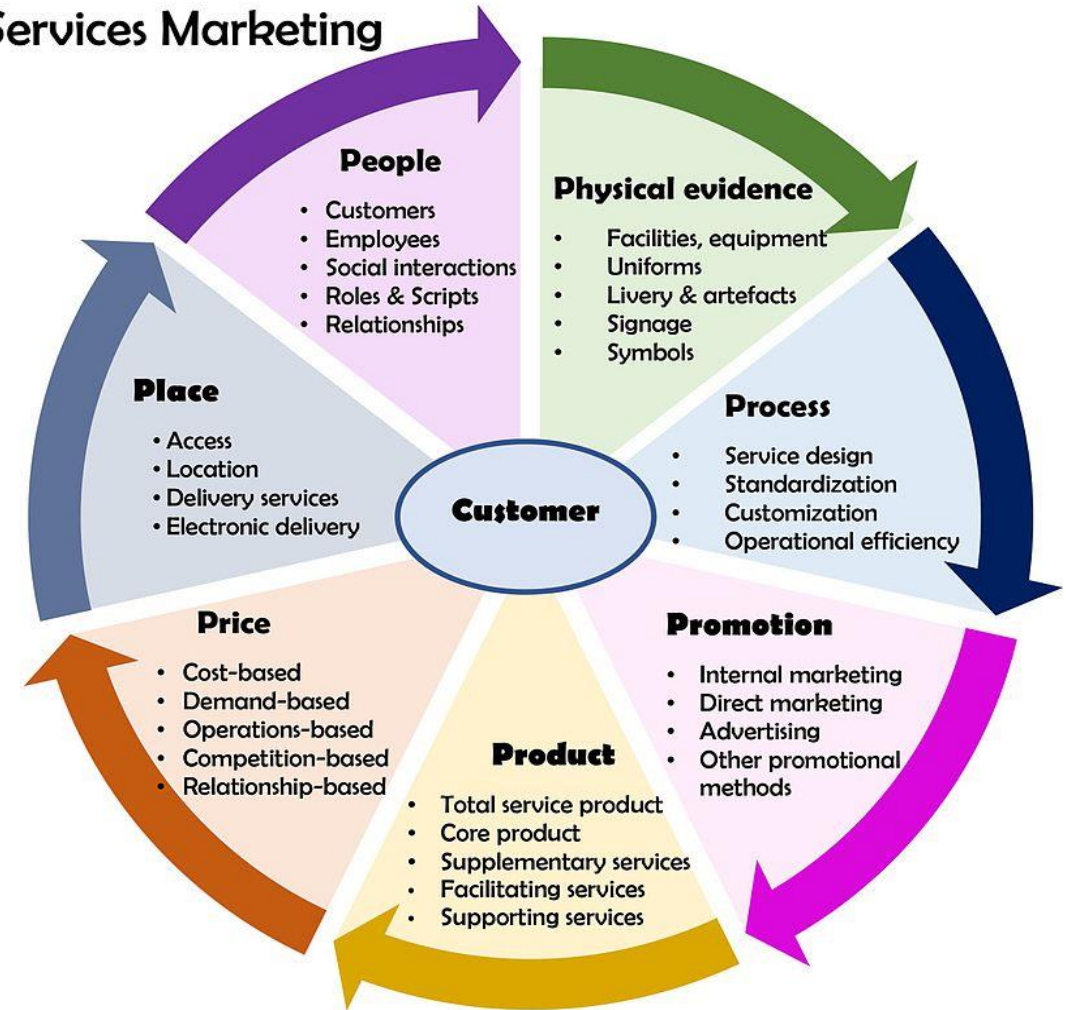 Services Marketing
People
• Customers
• Employees
• Social interactions
• Roles & Scripts
• Relationships
Physical evidence
• Facilities, equipment
• Uniforms
• Livery & artefacts
• Signage
• Symbols
Process
• Service design
• Standardization
• Customization
• Operational efficiency
Promotion
• Internal marketing
• Direct marketing
• Advertising
• Other promotional
methods
Product
• Total service product
• Core product
• Supplementary services
• Facilitating services
• Supporting services
Price
• Cost-based
• Demand-based
• Operations-based
• Competition-based
• Relationship-based
Place
• Access
• Location
• Delivery services
• Electronic delivery
Customer